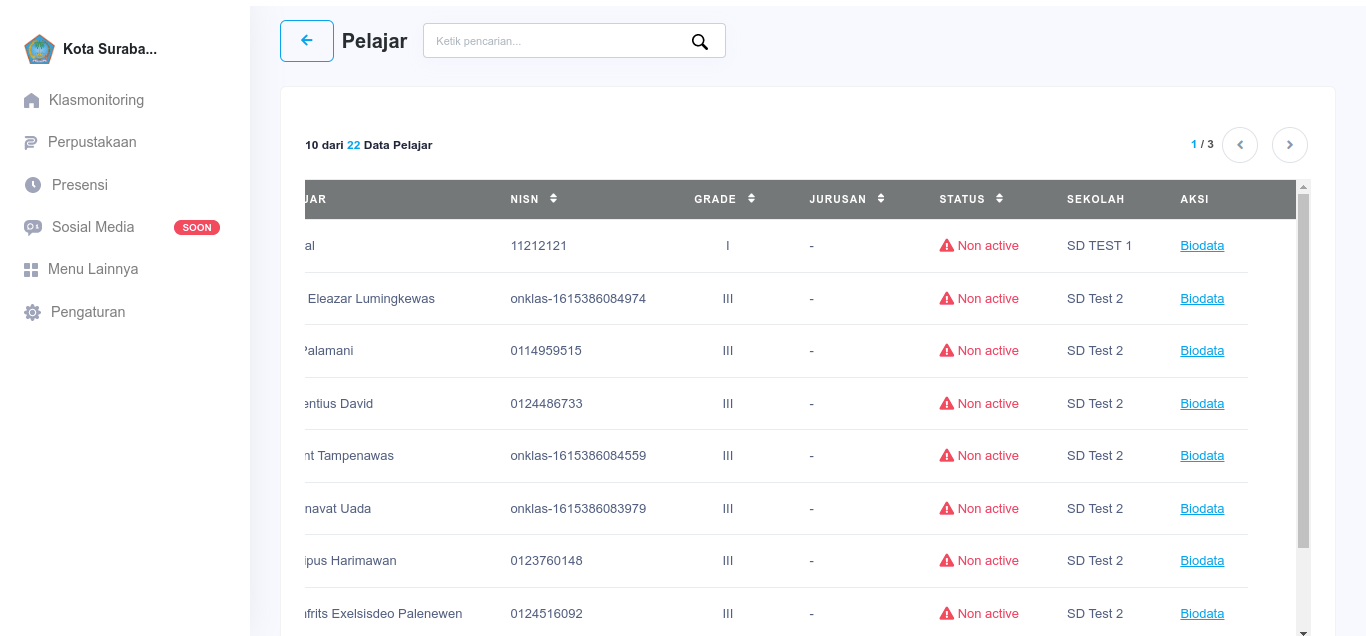 Kota Suraba...
Klasmonitoring
Perpustakaan
Presensi
Sosial Media SOON
Menu Lainnya
Pengaturan
Pelajar Ketik pencarian...
10 dari 22 Data Pelajar 1 / 3
JAR NISN GRADE JURUSAN STATUS SEKOLAH AKSI
al 11212121 I - Non active SD TEST 1 Biodata
Eleazar Lumingkewas onklas-1615386084974 III - Non active SD Test 2 Biodata
Palamani 0114959515 III - Non active SD Test 2 Biodata
entius David 0124486733 III - Non active SD Test 2 Biodata
nt Tampenawas onklas-1615386084559 III - Non active SD Test 2 Biodata
navat Uada onklas-1615386083979 III - Non active SD Test 2 Biodata
ipus Harimawan 0123760148 III - Non active SD Test 2 Biodata
frits Exelsisdeo Palenewen 0124516092 III - Non active SD Test 2 Biodata